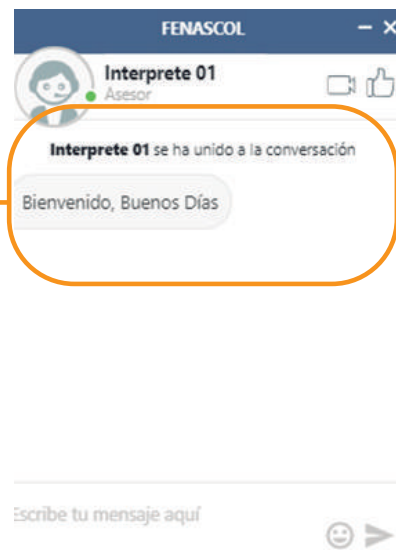 FENASCOL
Interprete 01
Asesor
Interprete 01 se ha unido a la conversación
Bienvenido, Buenos Días
Escribe tu mensaje aquí